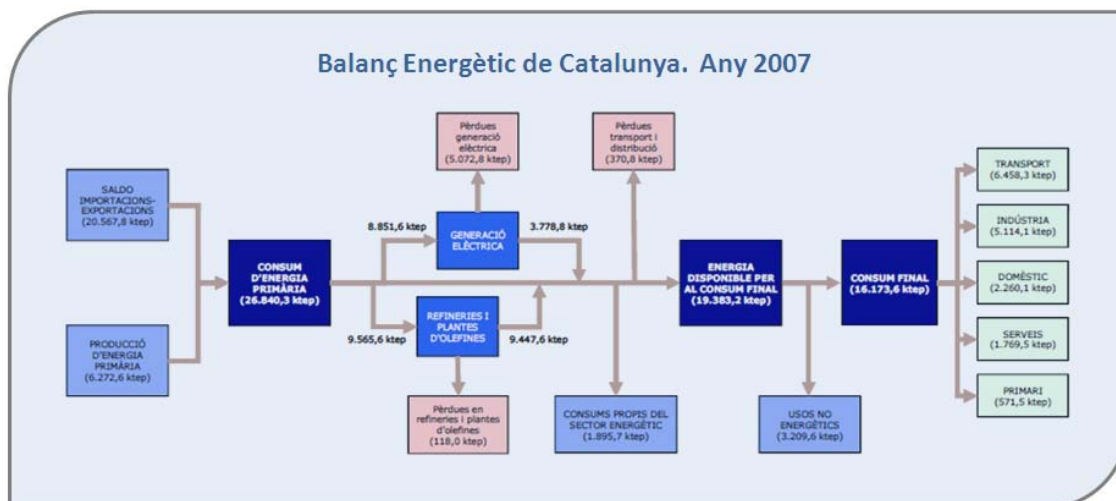 Balanç Energètic de Catalunya.  Any 2007
Pèrdues
generació
elèctrica
(5.072,8 ktep)
Pèrdues
transport i
distribució
(370,8 ktep)
SALDO
IMPORTACIONS-
EXPORTACIONS
(20.567,8 ktep)
PRODUCCIÓ
D'ENERGIA
PRIMÀRIA
(6.272,6 ktep)
CONSUM
D'ENERGIA
PRIMÀRIA
(26.840,3 ktep)
8.851,6 ktep
GENERACIÓ
ELÈCTRICA
3.778,8 ktep
9.565,6 ktep
REFINERIES I
PLANTES
D'OLEFINES
9.447,6 ktep
Pèrdues en
refineries i plantes
d'olefines
(118,0 ktep)
CONSUMS PROPIS DEL
SECTOR ENERGÈTIC
(1.895,7 ktep)
ENERGIA
DISPONIBLE PER
AL CONSUM FINAL
(19.383,2 ktep)
USOS NO
ENERGÈTICS
(3.209,6 ktep)
CONSUM FINAL
(16.173,6 ktep)
TRANSPORT
(6.458,3 ktep)
INDÚSTRIA
(5.114,1 ktep)
DOMÈSTIC
(2.260,1 ktep)
SERVEIS
(1.769,5 ktep)
PRIMARI
(571,5 ktep)